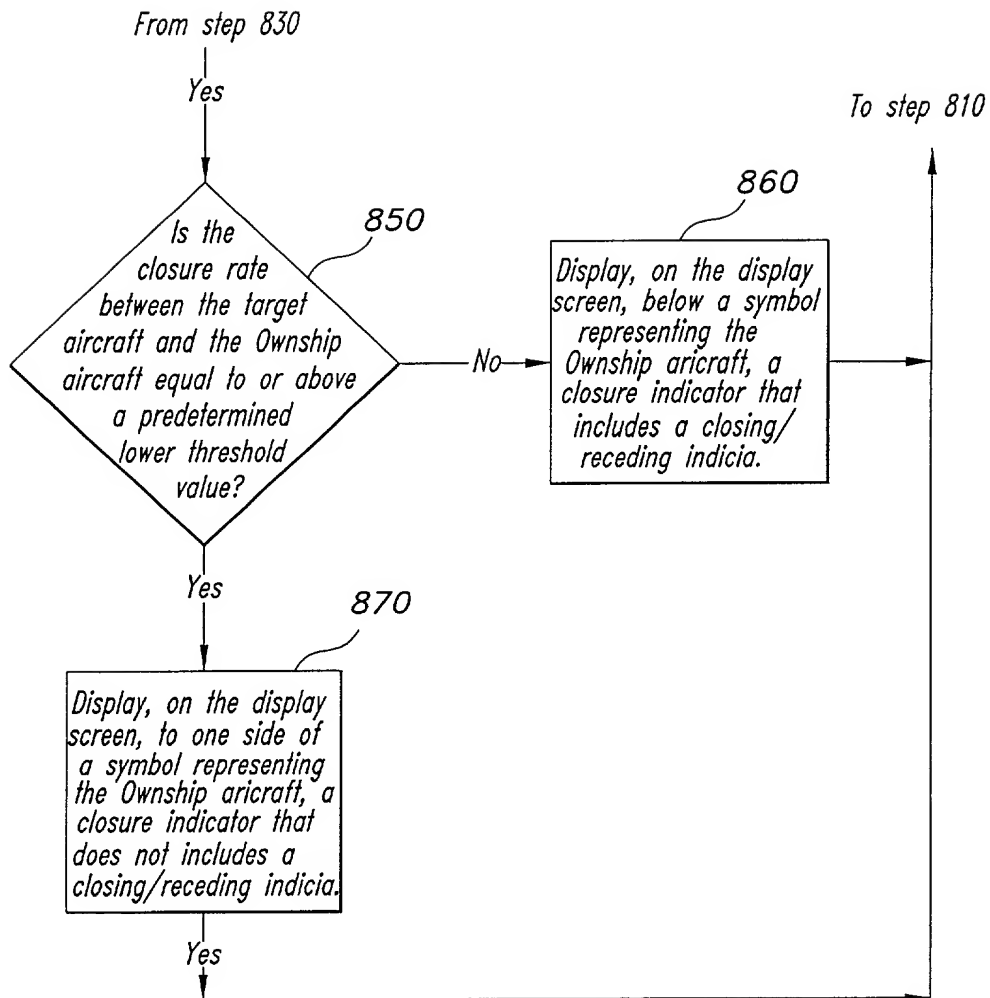 From step 830
Yes
To step 810
850
Is the
closure rate
between the target
aircraft and the Ownship
aircraft equal to or above
a predetermined
lower threshold
value?
No
860
Display, on the display
screen, below a symbol
representing the
Ownship aricraft, a
closure indicator that
includes a closing/
receding indicia.
Yes
870
Display, on the display
screen, to one side of
a symbol representing
the Ownship aricraft, a
closure indicator that
does not includes a
closing/receding indicia.
Yes